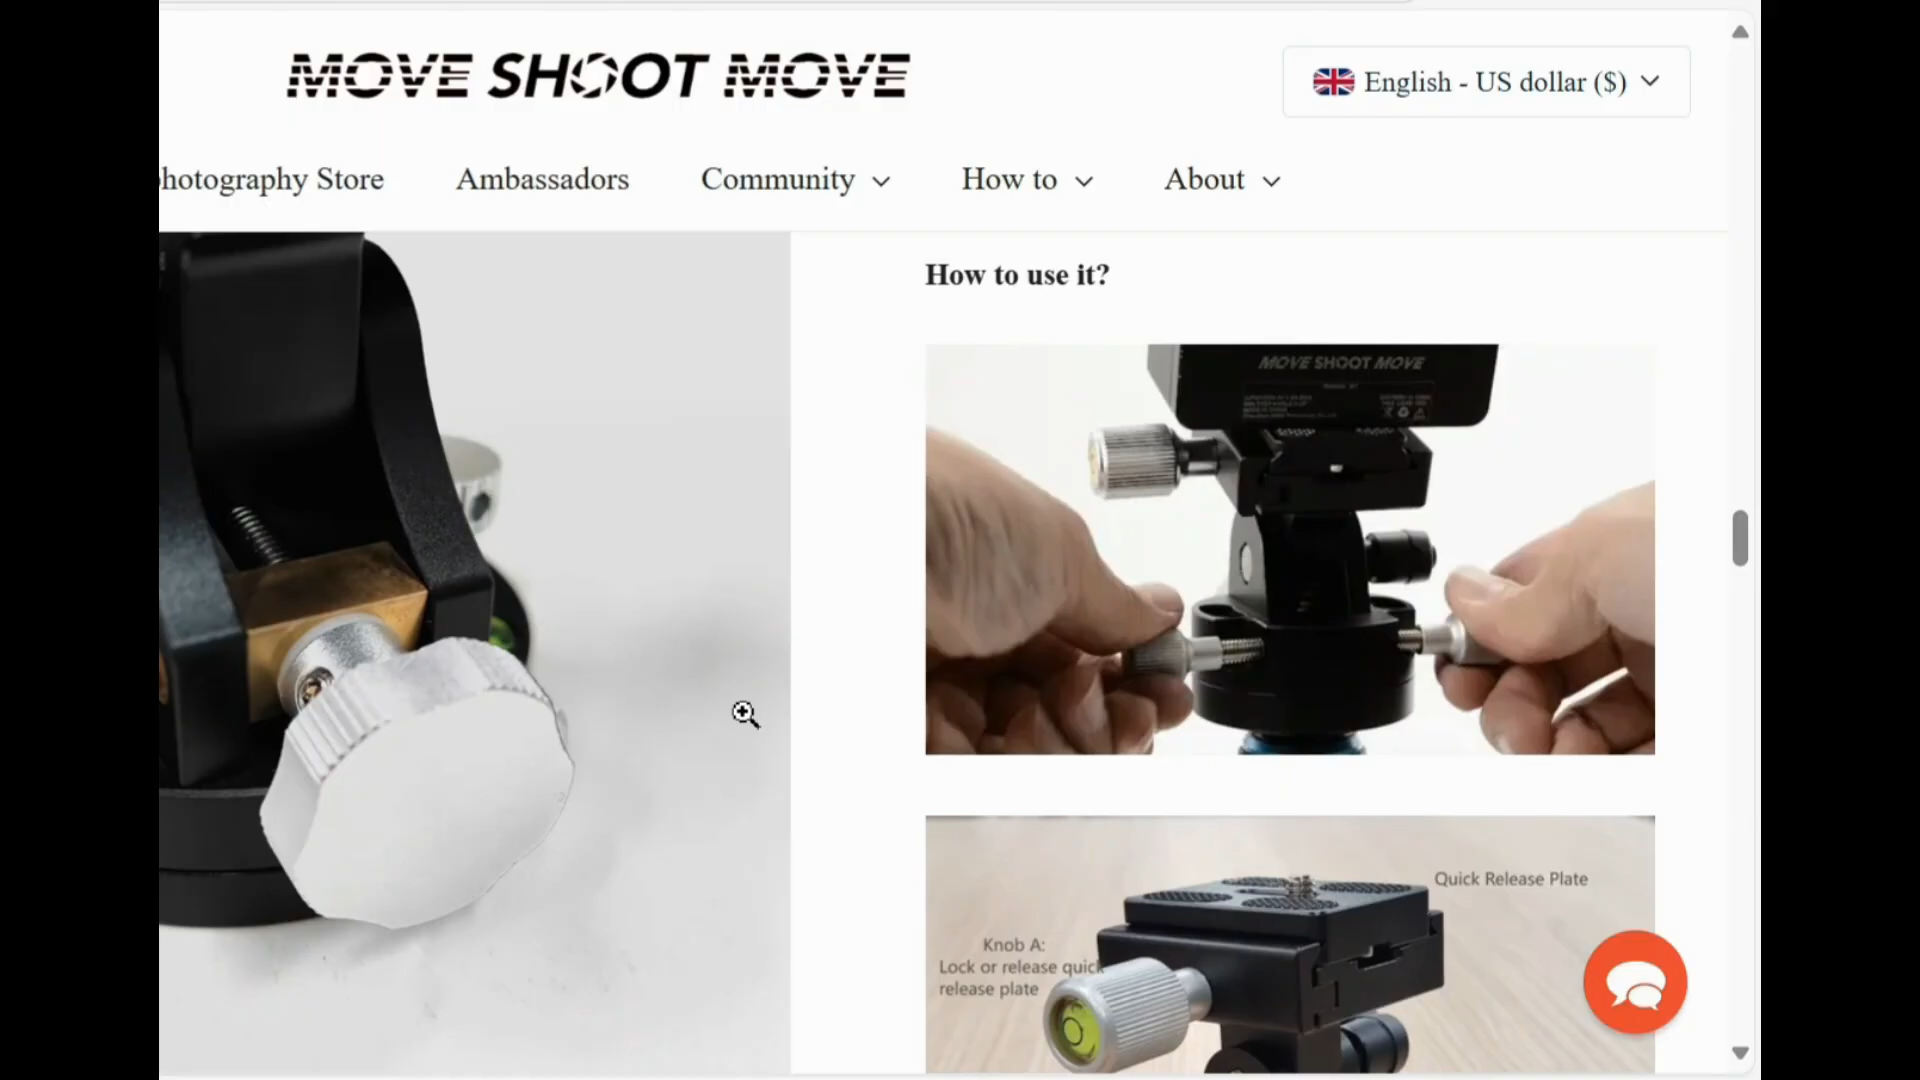 MOVE SHOOT MOVE
English - US dollar ($)
hotography Store
Ambassadors
Community
How to
About
How to use it?
MOVE SHOOT MOVE
Quick Release Plate
Knob A:
Lock or release quick
release plate